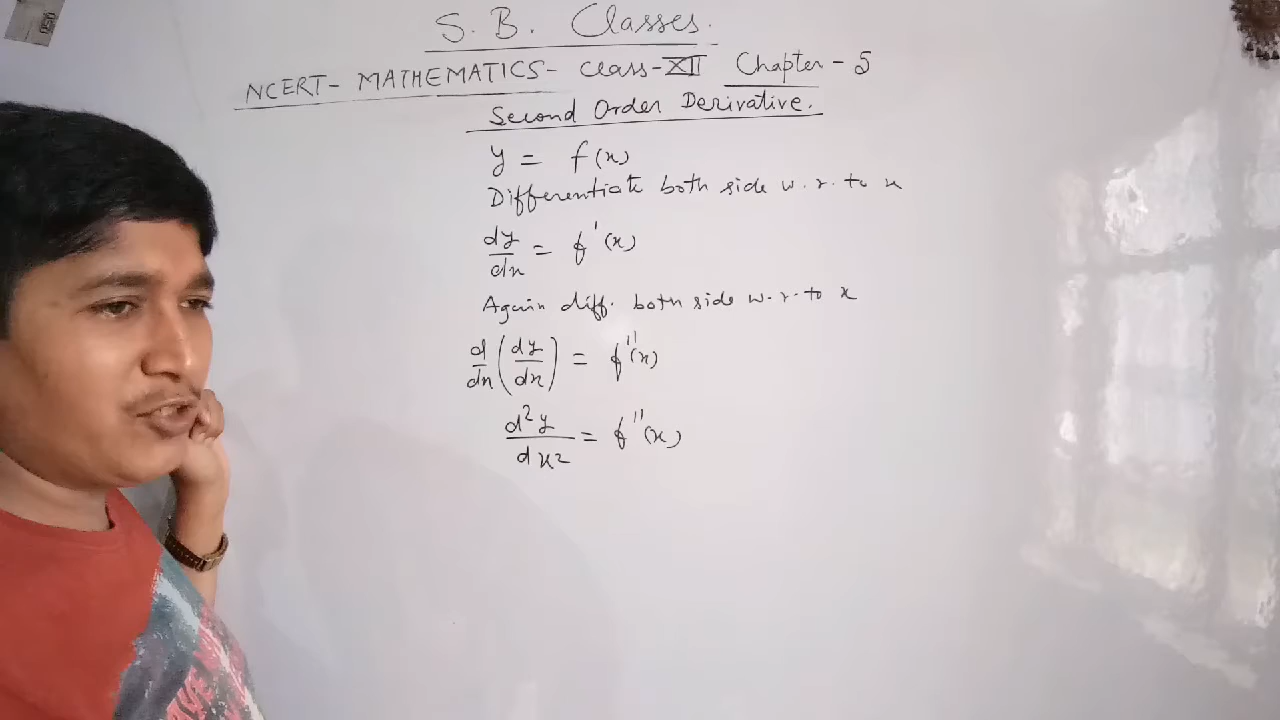 S. B. Classes.
NCERT- MATHEMATICS- Class-XII Chapter - 5
Second Order Derivative.
y = f(x)
Differentiate both side w.r. to x
dy/dx = f'(x)
Again diff. both side w.r. to x
d/dx (dy/dx) = f''(x)
d²y/dx² = f''(x)